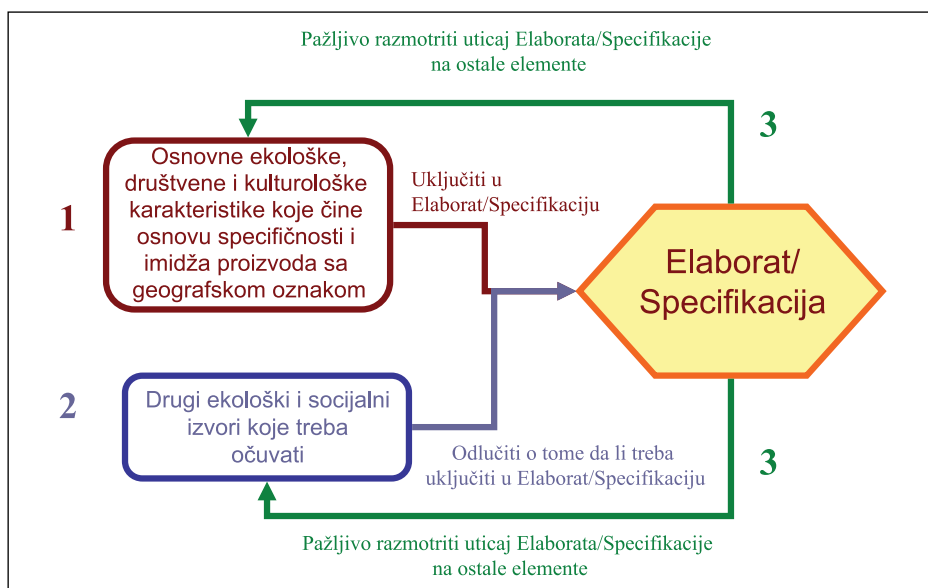 Pažljivo razmotriti uticaj Elaborata/Specifikacije
na ostale elemente
3
1
Osnovne ekološke,
društvene i kulturološke
karakteristike koje čine
osnovu specifičnosti i
imidža proizvoda sa
geografskom oznakom
Uključiti u
Elaborat/Specifikaciju
Elaborat/
Specifikacija
2
Drugi ekološki i socijalni
izvori koje treba
očuvati
Odlučiti o tome da li treba
uključiti u Elaborat/Specifikaciju
3
Pažljivo razmotriti uticaj Elaborata/Specifikacije
na ostale elemente